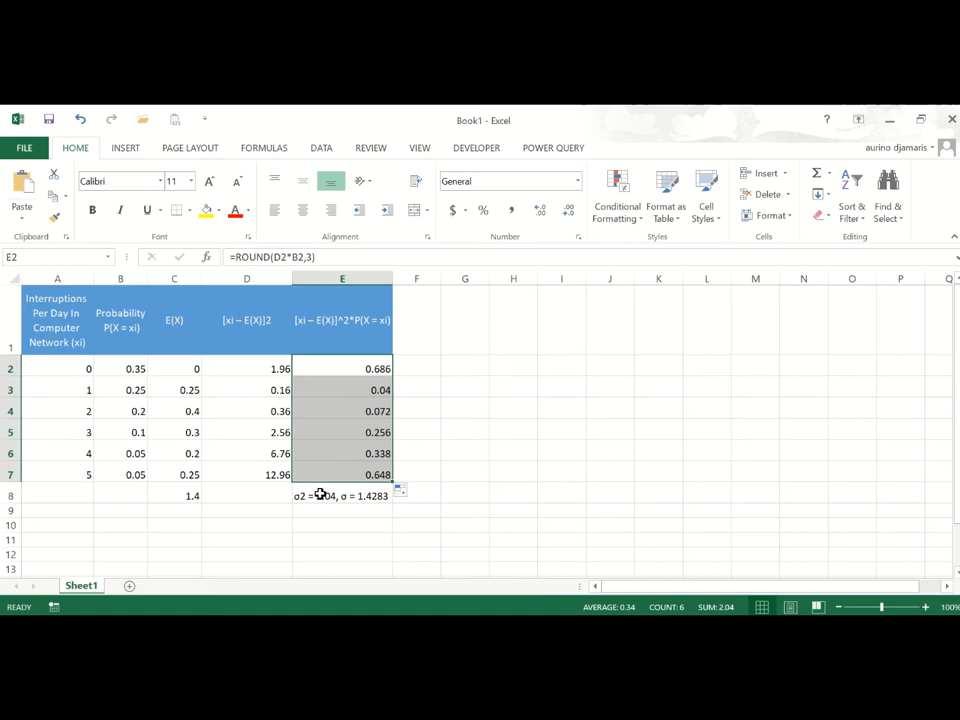 Book1 - Excel
FILE HOME INSERT PAGE LAYOUT FORMULAS DATA REVIEW VIEW DEVELOPER POWER QUERY aurino djamaris
Calibri 11 General
Paste
B I U A $ % ,
Conditional Formatting
Format as Table
Cell Styles
Insert
Delete
Format
Sort & Filter
Find & Select
Clipboard Font Alignment Number Styles Cells Editing
E2 fx =ROUND(D2*B2,3)
A B C D E F G H I J K L M N O P Q
Interruptions
Per Day In
Computer
Network (xi)
Probability
P(X = xi)
E(X)
[xi – E(X)]2
[xi – E(X)]^2*P(X = xi)
1
2 0 0.35 0 1.96 0.686
3 1 0.25 0.25 0.16 0.04
4 2 0.2 0.4 0.36 0.072
5 3 0.1 0.3 2.56 0.256
6 4 0.05 0.2 6.76 0.338
7 5 0.05 0.25 12.96 0.648
8 1.4 σ2 = 04, σ = 1.4283
9
10
11
12
13
Sheet1
READY AVERAGE: 0.34 COUNT: 6 SUM: 2.04 100%